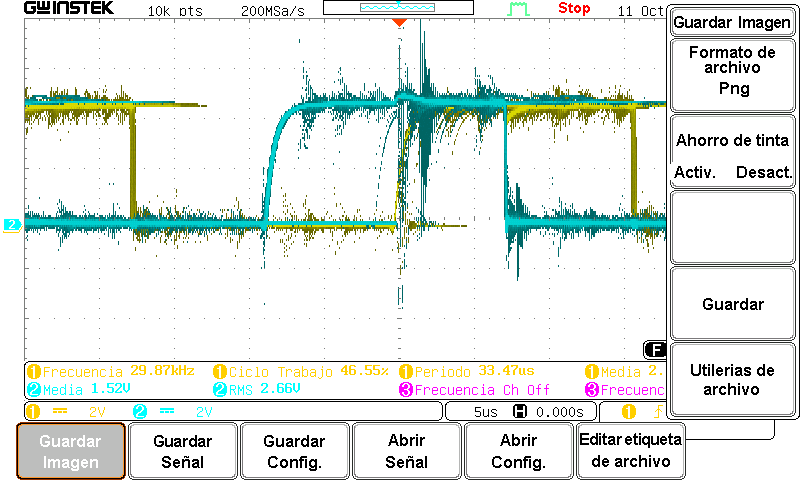 GWINSTEK 10k pts 200MSa/s Stop 11 Oct
Guardar Imagen
Formato de
archivo
Png
Ahorro de tinta
Activ. Desact.
2
Guardar
F
Utilerias de
archivo
1 Frecuencia 29.87kHz 1 Ciclo Trabajo 46.55% 1 Periodo 33.47us 1 Media 2.
2 Media 1.52V 2 RMS 2.66V 3 Frecuencia Ch Off 3 Frecuenc
1 2V 2 2V 5us H 0.000s 1
Guardar
Imagen
Guardar
Señal
Guardar
Config.
Abrir
Señal
Abrir
Config.
Editar etiqueta
de archivo